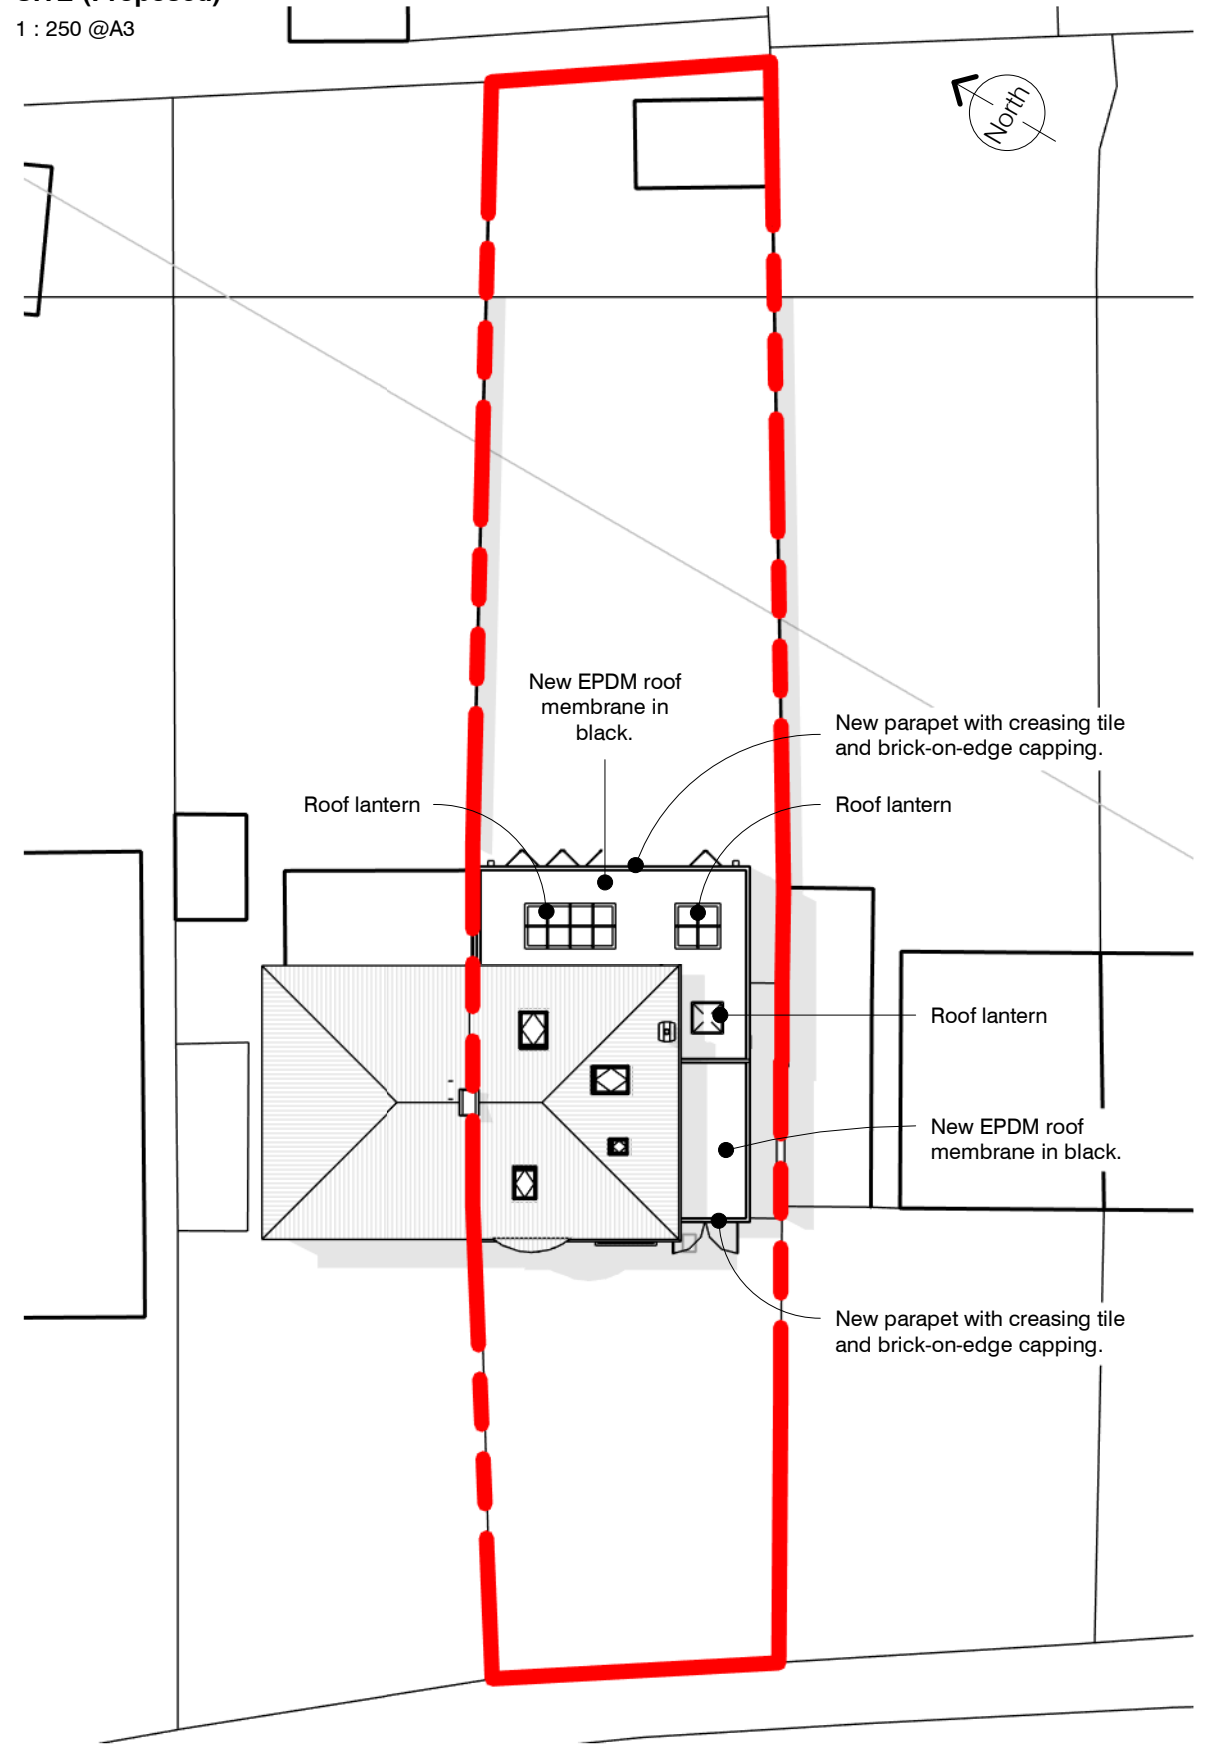 1 : 250 @A3
North
New EPDM roof
membrane in
black.
New parapet with creasing tile
and brick-on-edge capping.
Roof lantern
Roof lantern
Roof lantern
New EPDM roof
membrane in black.
New parapet with creasing tile
and brick-on-edge capping.